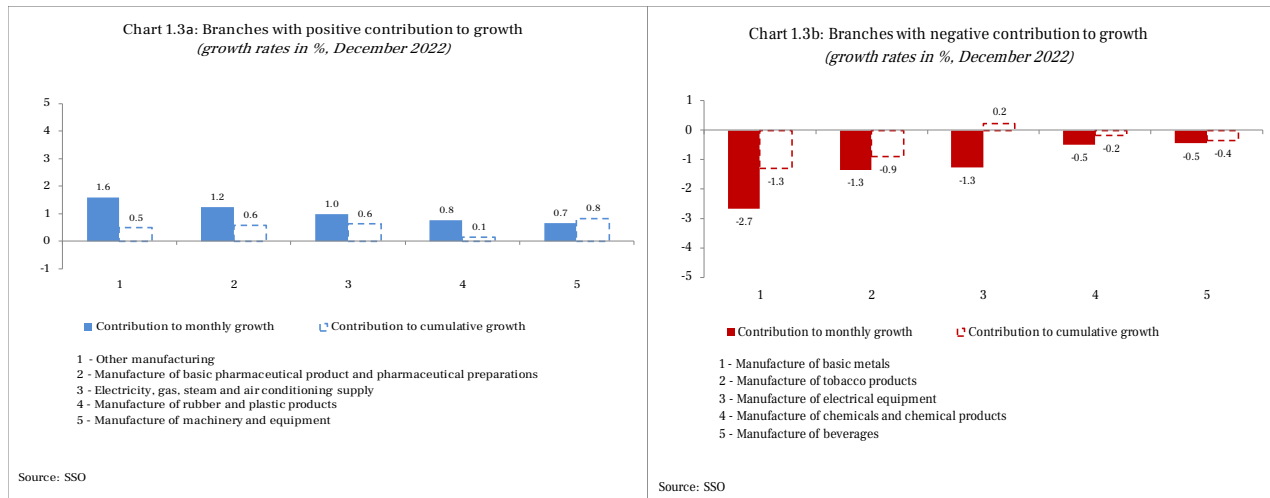 Chart 1.3a: Branches with positive contribution to growth
(growth rates in %, December 2022)
5
4
3
2
1
0
-1
1.6
0.5
1.2
0.6
1.0
0.6
0.8
0.1
0.7
0.8
1 2 3 4 5
Contribution to monthly growth Contribution to cumulative growth
1 - Other manufacturing
2 - Manufacture of basic pharmaceutical product and pharmaceutical preparations
3 - Electricity, gas, steam and air conditioning supply
4 - Manufacture of rubber and plastic products
5 - Manufacture of machinery and equipment
Source: SSO
Chart 1.3b: Branches with negative contribution to growth
(growth rates in %, December 2022)
1
0
-1
-2
-3
-4
-5
-2.7
-1.3
-1.3
-0.9
-1.3
0.2
-0.5
-0.2
-0.5
-0.4
1 2 3 4 5
Contribution to monthly growth Contribution to cumulative growth
1 - Manufacture of basic metals
2 - Manufacture of tobacco products
3 - Manufacture of electrical equipment
4 - Manufacture of chemicals and chemical products
5 - Manufacture of beverages
Source: SSO